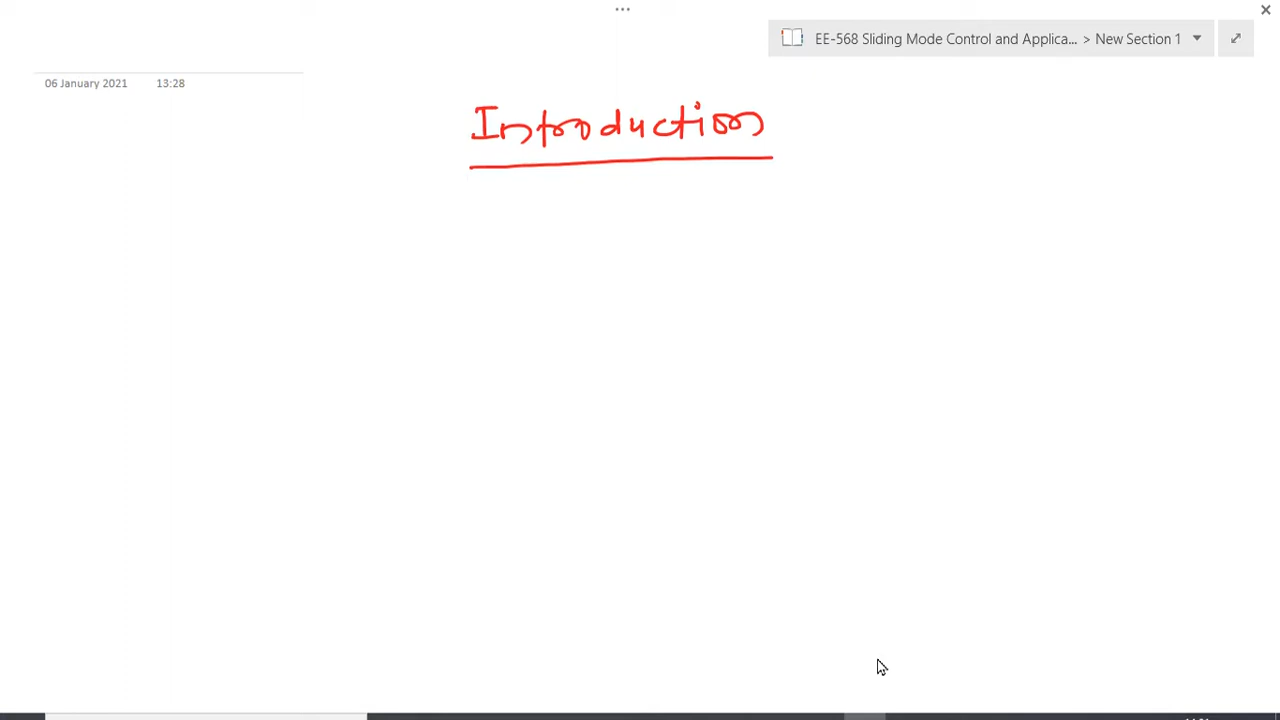 EE-568 Sliding Mode Control and Applica... > New Section 1
06 January 2021 13:28
Introduction